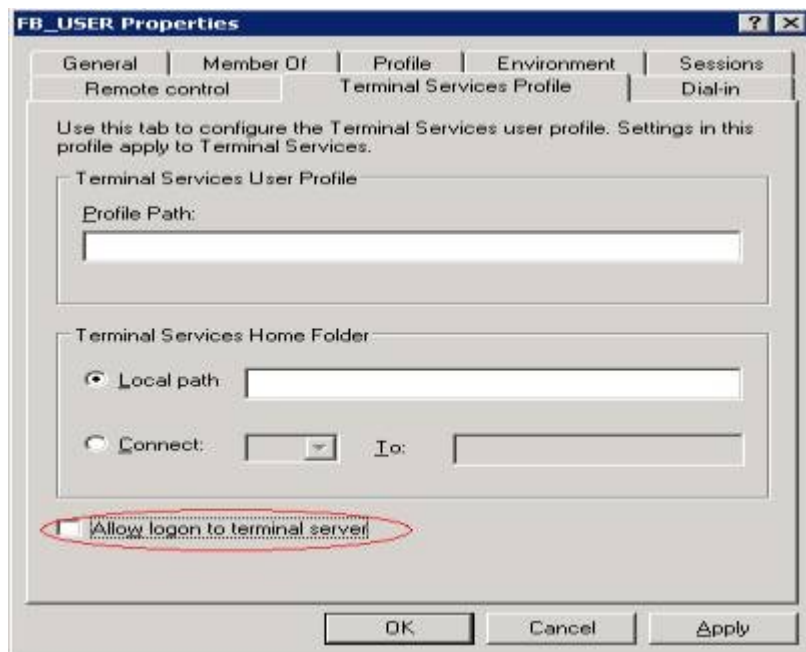 FB_USER Properties
General Member Of Profile Environment Sessions
Remote control Terminal Services Profile Dial-in
Use this tab to configure the Terminal Services user profile. Settings in this
profile apply to Terminal Services.
Terminal Services User Profile
Profile Path:
Terminal Services Home Folder
Local path
Connect: To:
Allow logon to terminal server
OK Cancel Apply